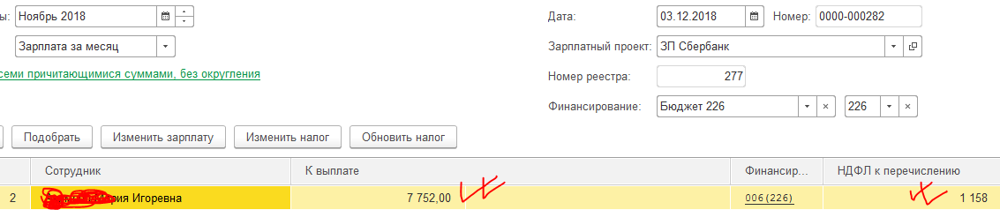 ы: Ноябрь 2018 Дата: 03.12.2018 Номер: 0000-000282
Зарплата за месяц Зарплатный проект: ЗП Сбербанк
семи причитающимися суммами, без округления Номер реестра: 277
Финансирование: Бюджет 226 226
Подобрать Изменить зарплату Изменить налог Обновить налог
Сотрудник К выплате Финансир... НДФЛ к перечислению
2 Игоревна 7 752,00 006 (226) 1 158